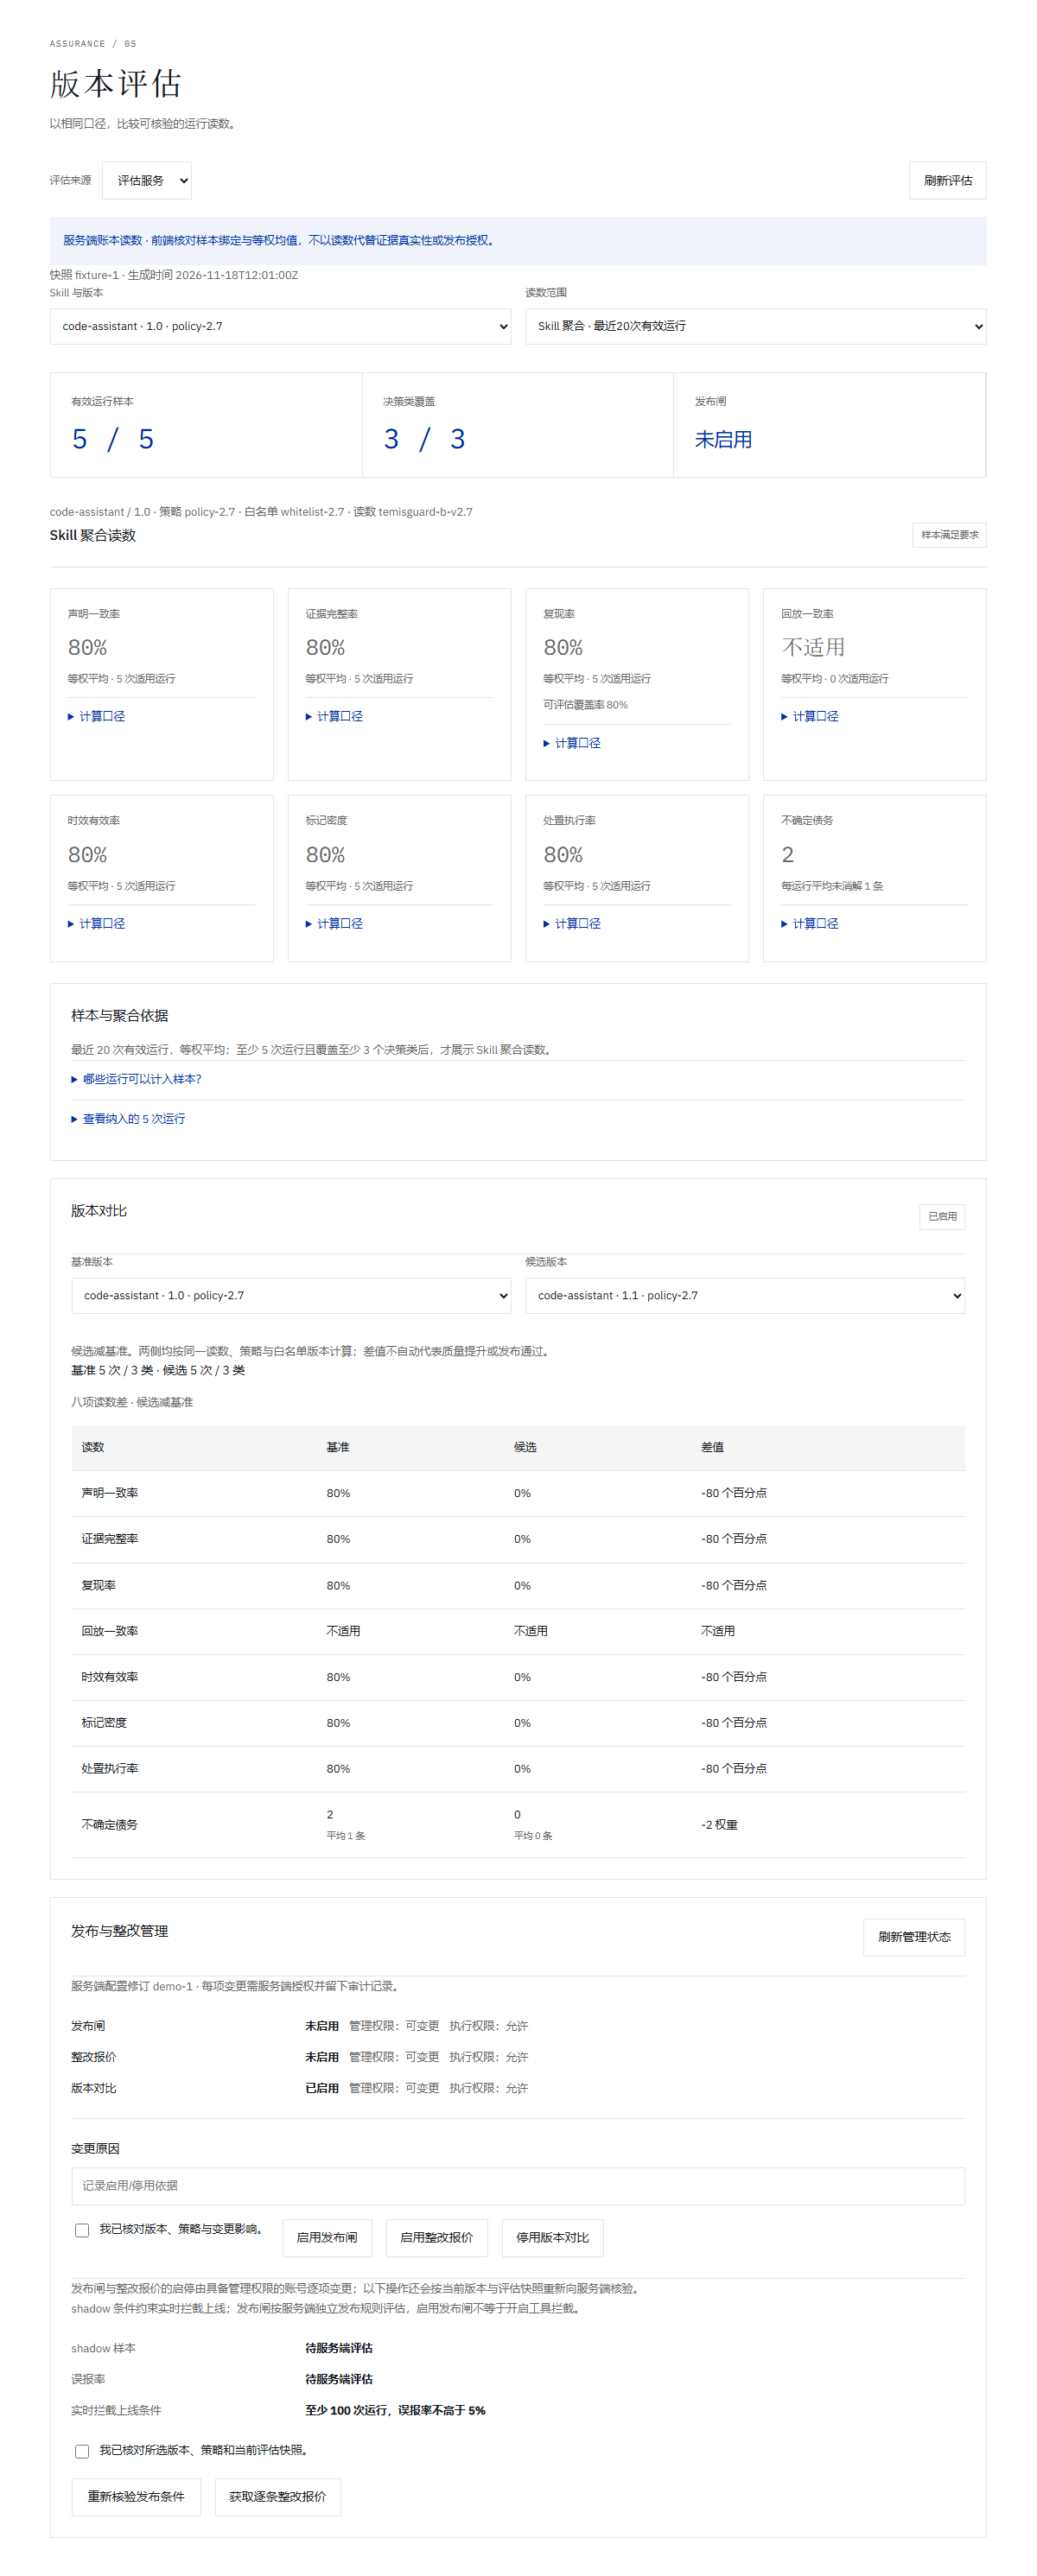 ASSURANCE / 05
版本评估
以相同口径，比较可核验的运行读数。
评估来源 评估服务 刷新评估
服务端账本读数 · 前端核对样本绑定与等权均值，不以读数代替证据真实性或发布授权。
快照 fixture-1 · 生成时间 2026-11-18T12:01:00Z
Skill 与版本 读数范围
code-assistant · 1.0 · policy-2.7 Skill 聚合 · 最近20次有效运行
有效运行样本 决策类覆盖 发布闸
5 / 5 3 / 3 未启用
code-assistant / 1.0 · 策略 policy-2.7 · 白名单 whitelist-2.7 · 读数 temisguard-b-v2.7
Skill 聚合读数 样本满足要求
声明一致率 证据完整率 复现率 回放一致率
80% 80% 80% 不适用
等权平均 · 5 次适用运行 等权平均 · 5 次适用运行 等权平均 · 5 次适用运行 等权平均 · 0 次适用运行
可评估覆盖率 80%
▶ 计算口径 ▶ 计算口径 ▶ 计算口径 ▶ 计算口径
时效有效率 标记密度 处置执行率 不确定债务
80% 80% 80% 2
等权平均 · 5 次适用运行 等权平均 · 5 次适用运行 等权平均 · 5 次适用运行 每运行平均未消解 1 条
▶ 计算口径 ▶ 计算口径 ▶ 计算口径 ▶ 计算口径
样本与聚合依据
最近 20 次有效运行，等权平均；至少 5 次运行且覆盖至少 3 个决策类后，才展示 Skill 聚合读数。
▶ 哪些运行可以计入样本？
▶ 查看纳入的 5 次运行
版本对比 已启用
基准版本 候选版本
code-assistant · 1.0 · policy-2.7 code-assistant · 1.1 · policy-2.7
候选减基准。两侧均按同一读数、策略与白名单版本计算；差值不自动代表质量提升或发布通过。
基准 5 次 / 3 类 · 候选 5 次 / 3 类
八项读数差 · 候选减基准
读数 基准 候选 差值
声明一致率 80% 0% -80 个百分点
证据完整率 80% 0% -80 个百分点
复现率 80% 0% -80 个百分点
回放一致率 不适用 不适用 不适用
时效有效率 80% 0% -80 个百分点
标记密度 80% 0% -80 个百分点
处置执行率 80% 0% -80 个百分点
不确定债务 2 0 -2 权重
平均 1 条 平均 0 条
发布与整改管理 刷新管理状态
服务端配置修订 demo-1 · 每项变更需服务端授权并留下审计记录。
发布闸 未启用 管理权限：可变更 执行权限：允许
整改报价 未启用 管理权限：可变更 执行权限：允许
版本对比 已启用 管理权限：可变更 执行权限：允许
变更原因
记录启用/停用依据
我已核对版本、策略与变更影响。 启用发布闸 启用整改报价 停用版本对比
发布闸与整改报价的启停由具备管理权限的账号逐项变更；以下操作还会按当前版本与评估快照重新向服务端核验。
shadow 条件约束实时拦截上线；发布闸按服务端独立发布规则评估，启用发布闸不等于开启工具拦截。
shadow 样本 待服务端评估
误报率 待服务端评估
实时拦截上线条件 至少 100 次运行，误报率不高于 5%
我已核对所选版本、策略和当前评估快照。
重新核验发布条件 获取逐条整改报价